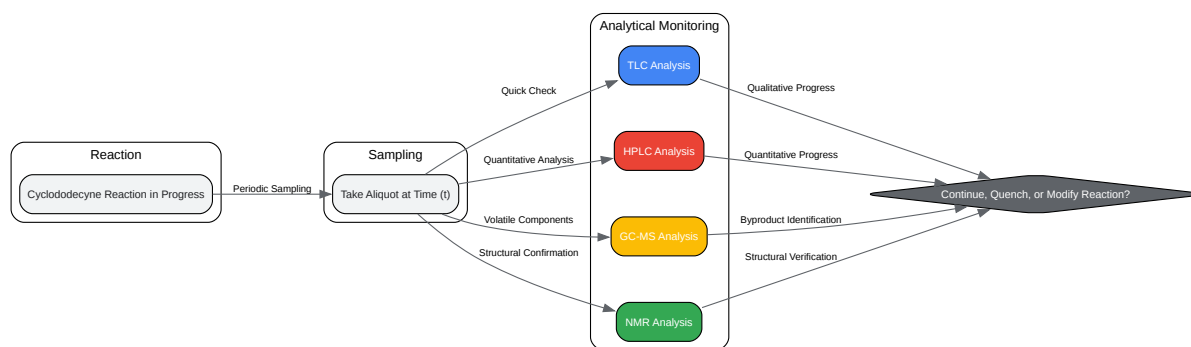 Analytical Monitoring
TLC Analysis
Quick Check
Qualitative Progress
Reaction
Sampling
HPLC Analysis
Quantitative Analysis
Quantitative Progress
Cyclododecyne Reaction in Progress
Periodic Sampling
Take Aliquot at Time (t)
Continue, Quench, or Modify Reaction?
Volatile Components
GC-MS Analysis
Byproduct Identification
Structural Confirmation
Structural Verification
NMR Analysis